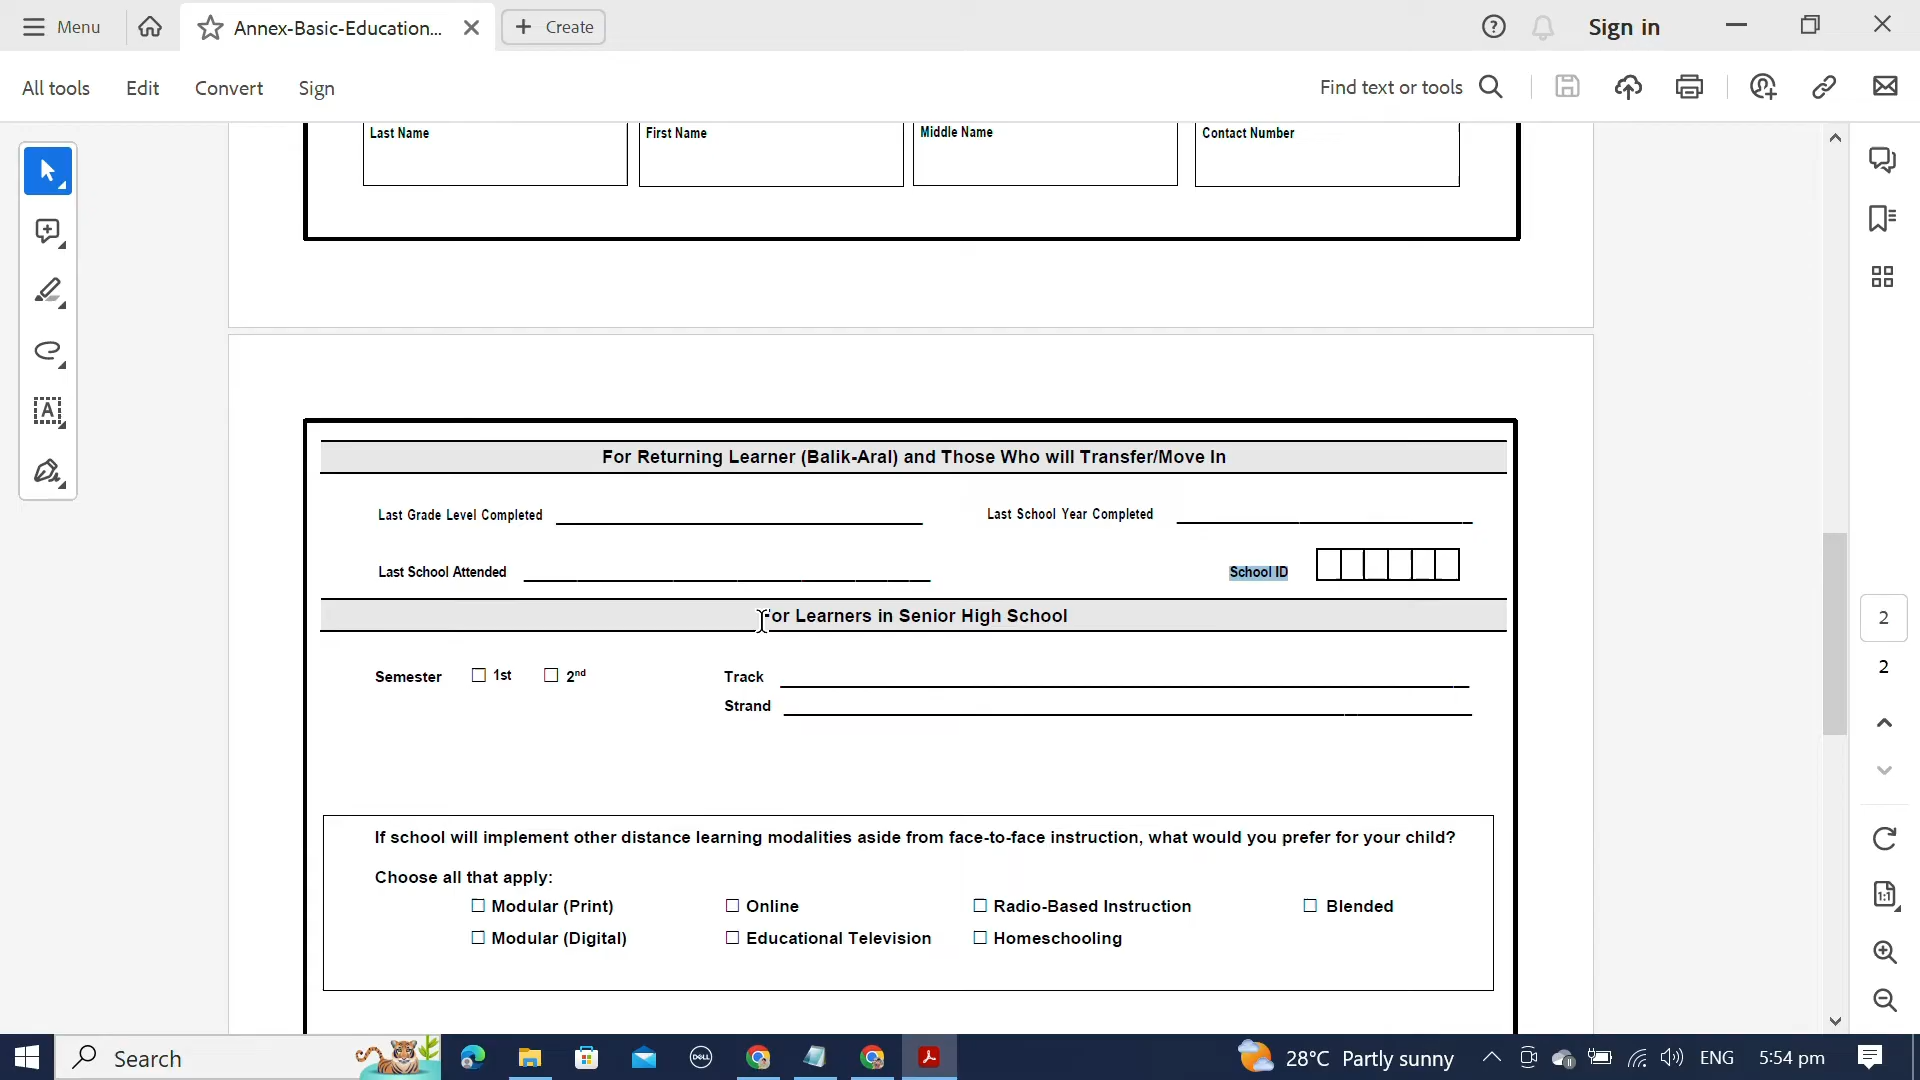 Menu
Annex-Basic-Education...
Create
Sign in
All tools
Edit
Convert
Sign
Find text or tools
Last Name
First Name
Middle Name
Contact Number
For Returning Learner (Balik-Aral) and Those Who will Transfer/Move In
Last Grade Level Completed
Last School Year Completed
Last School Attended
School ID
For Learners in Senior High School
Semester
1st
2nd
Track
Strand
If school will implement other distance learning modalities aside from face-to-face instruction, what would you prefer for your child?
Choose all that apply:
Modular (Print)
Online
Radio-Based Instruction
Blended
Modular (Digital)
Educational Television
Homeschooling
2
2
1:1
Search
DELL
28°C Partly sunny
ENG
5:54 pm